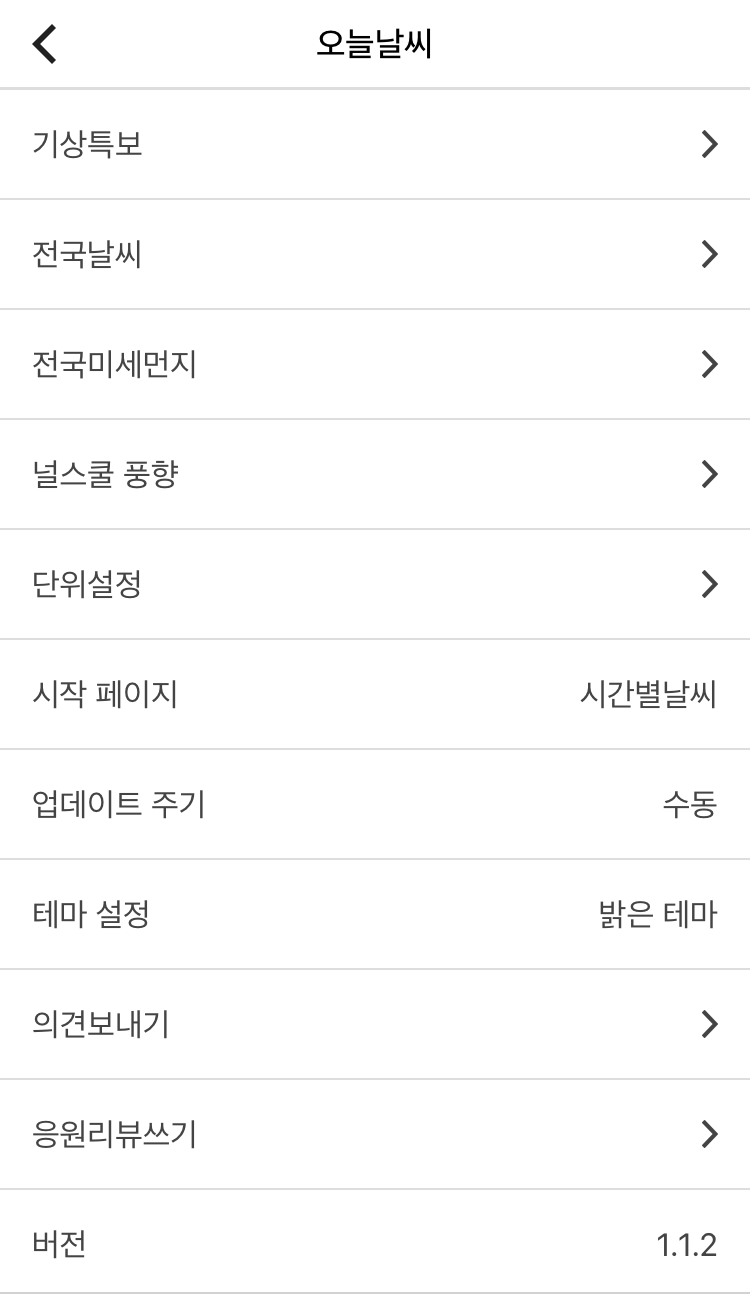 오늘날씨
기상특보
전국날씨
전국미세먼지
널스쿨 풍향
단위설정
시작 페이지 시간별날씨
업데이트 주기 수동
테마 설정 밝은 테마
의견보내기
응원리뷰쓰기
버전 1.1.2